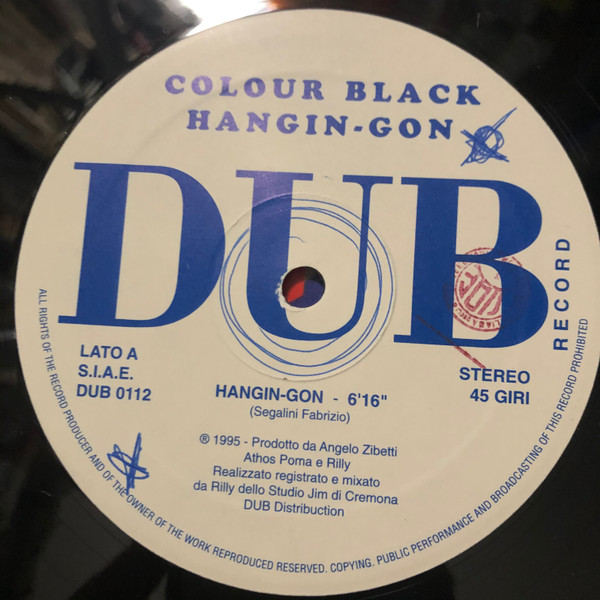 COLOUR BLACK
HANGIN-GON
DUB
RECORD
LATO A
S.I.A.E.
DUB 0112
STEREO
45 GIRI
HANGIN-GON - 6'16"
(Segalini Fabrizio)
℗ 1995 - Prodotto da Angelo Zibetti
Athos Poma e Rilly
Realizzato registrato e mixato
da Rilly dello Studio Jim di Cremona
DUB Distribuction
ALL RIGHTS OF THE RECORD PRODUCER AND OF THE OWNER OF THE WORK REPRODUCED RESERVED. COPYING. PUBLIC PERFORMANCE AND BROADCASTING OF THIS RECORD PROHIBITED